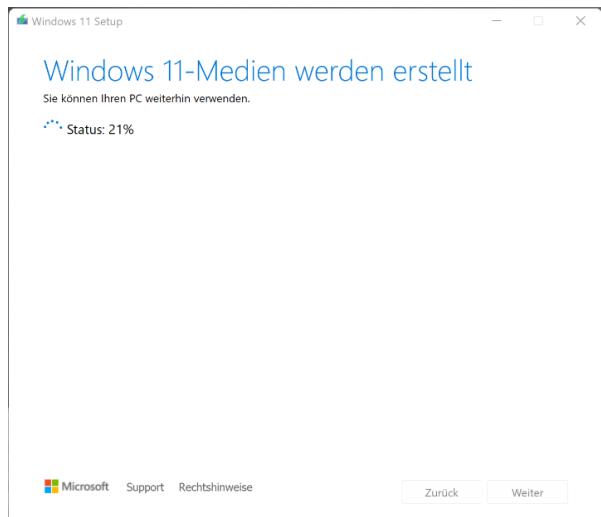 Windows 11 Setup
Windows 11-Medien werden erstellt
Sie können Ihren PC weiterhin verwenden.
Status: 21%
Microsoft Support Rechtshinweise
Zurück Weiter